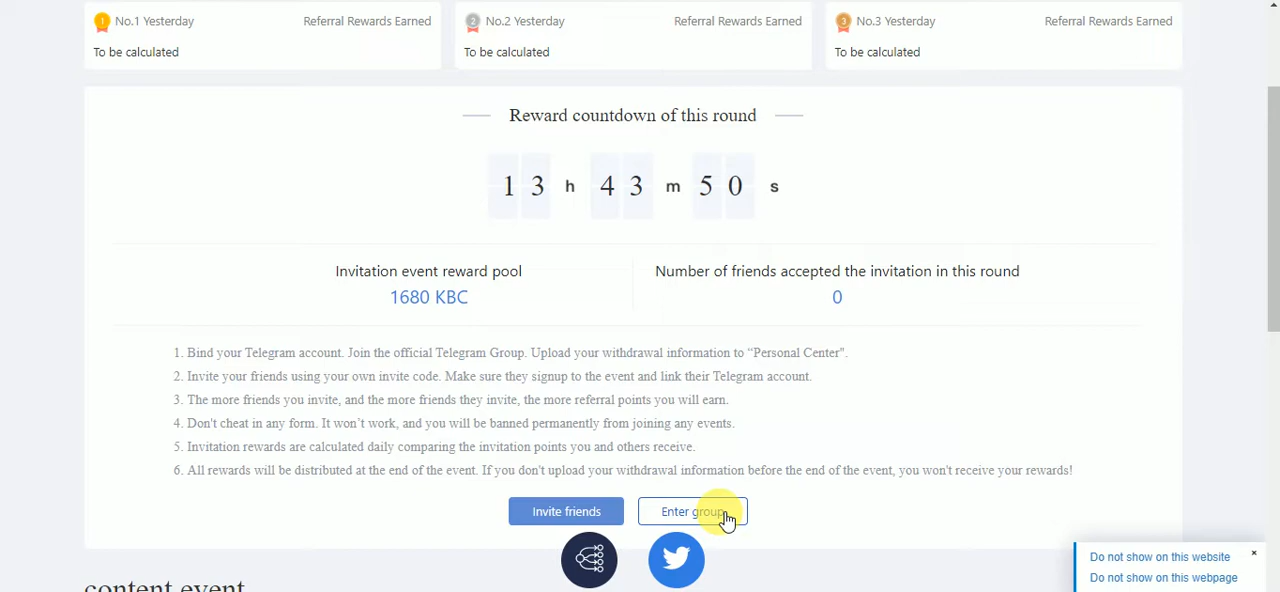 1 No.1 Yesterday Referral Rewards Earned
To be calculated
2 No.2 Yesterday Referral Rewards Earned
To be calculated
3 No.3 Yesterday Referral Rewards Earned
To be calculated
Reward countdown of this round
13 h 43 m 50 s
Invitation event reward pool
1680 KBC
Number of friends accepted the invitation in this round
0
1. Bind your Telegram account. Join the official Telegram Group. Upload your withdrawal information to “Personal Center".
2. Invite your friends using your own invite code. Make sure they signup to the event and link their Telegram account.
3. The more friends you invite, and the more friends they invite, the more referral points you will earn.
4. Don't cheat in any form. It won’t work, and you will be banned permanently from joining any events.
5. Invitation rewards are calculated daily comparing the invitation points you and others receive.
6. All rewards will be distributed at the end of the event. If you don't upload your withdrawal information before the end of the event, you won't receive your rewards!
Invite friends
Enter group
Do not show on this website
Do not show on this webpage
content event